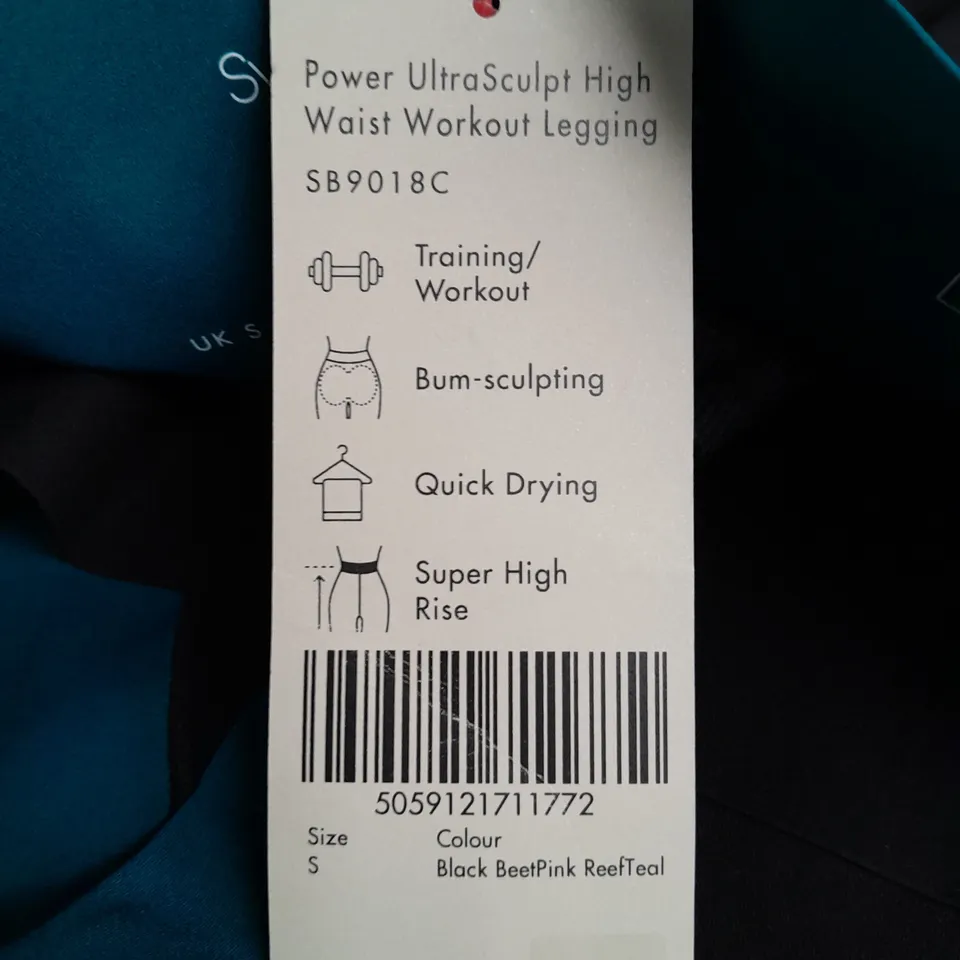 Power UltraSculpt High
Waist Workout Legging
SB9018C
Training/
Workout
Bum-sculpting
Quick Drying
Super High
Rise
5059121711772
Size
S
Colour
Black BeetPink ReefTeal
UK S